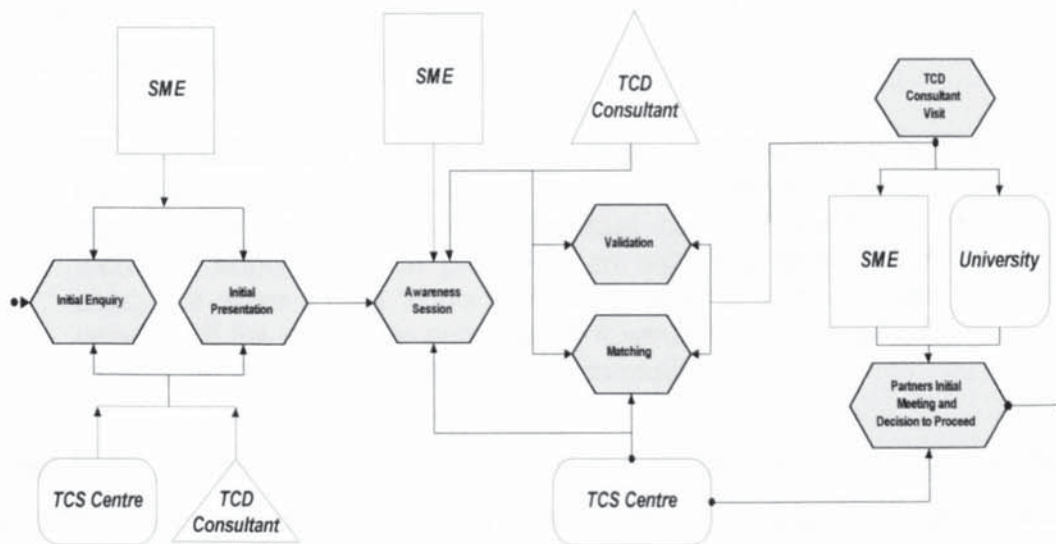 SME
SME
TCD
Consultant
TCD
Consultant
Visit
Validation
SME
University
Initial Enquiry
Initial
Presentation
Awareness
Session
Matching
Partners Initial
Meeting and
Decision to Proceed
TCS Centre
TCD
Consultant
TCS Centre